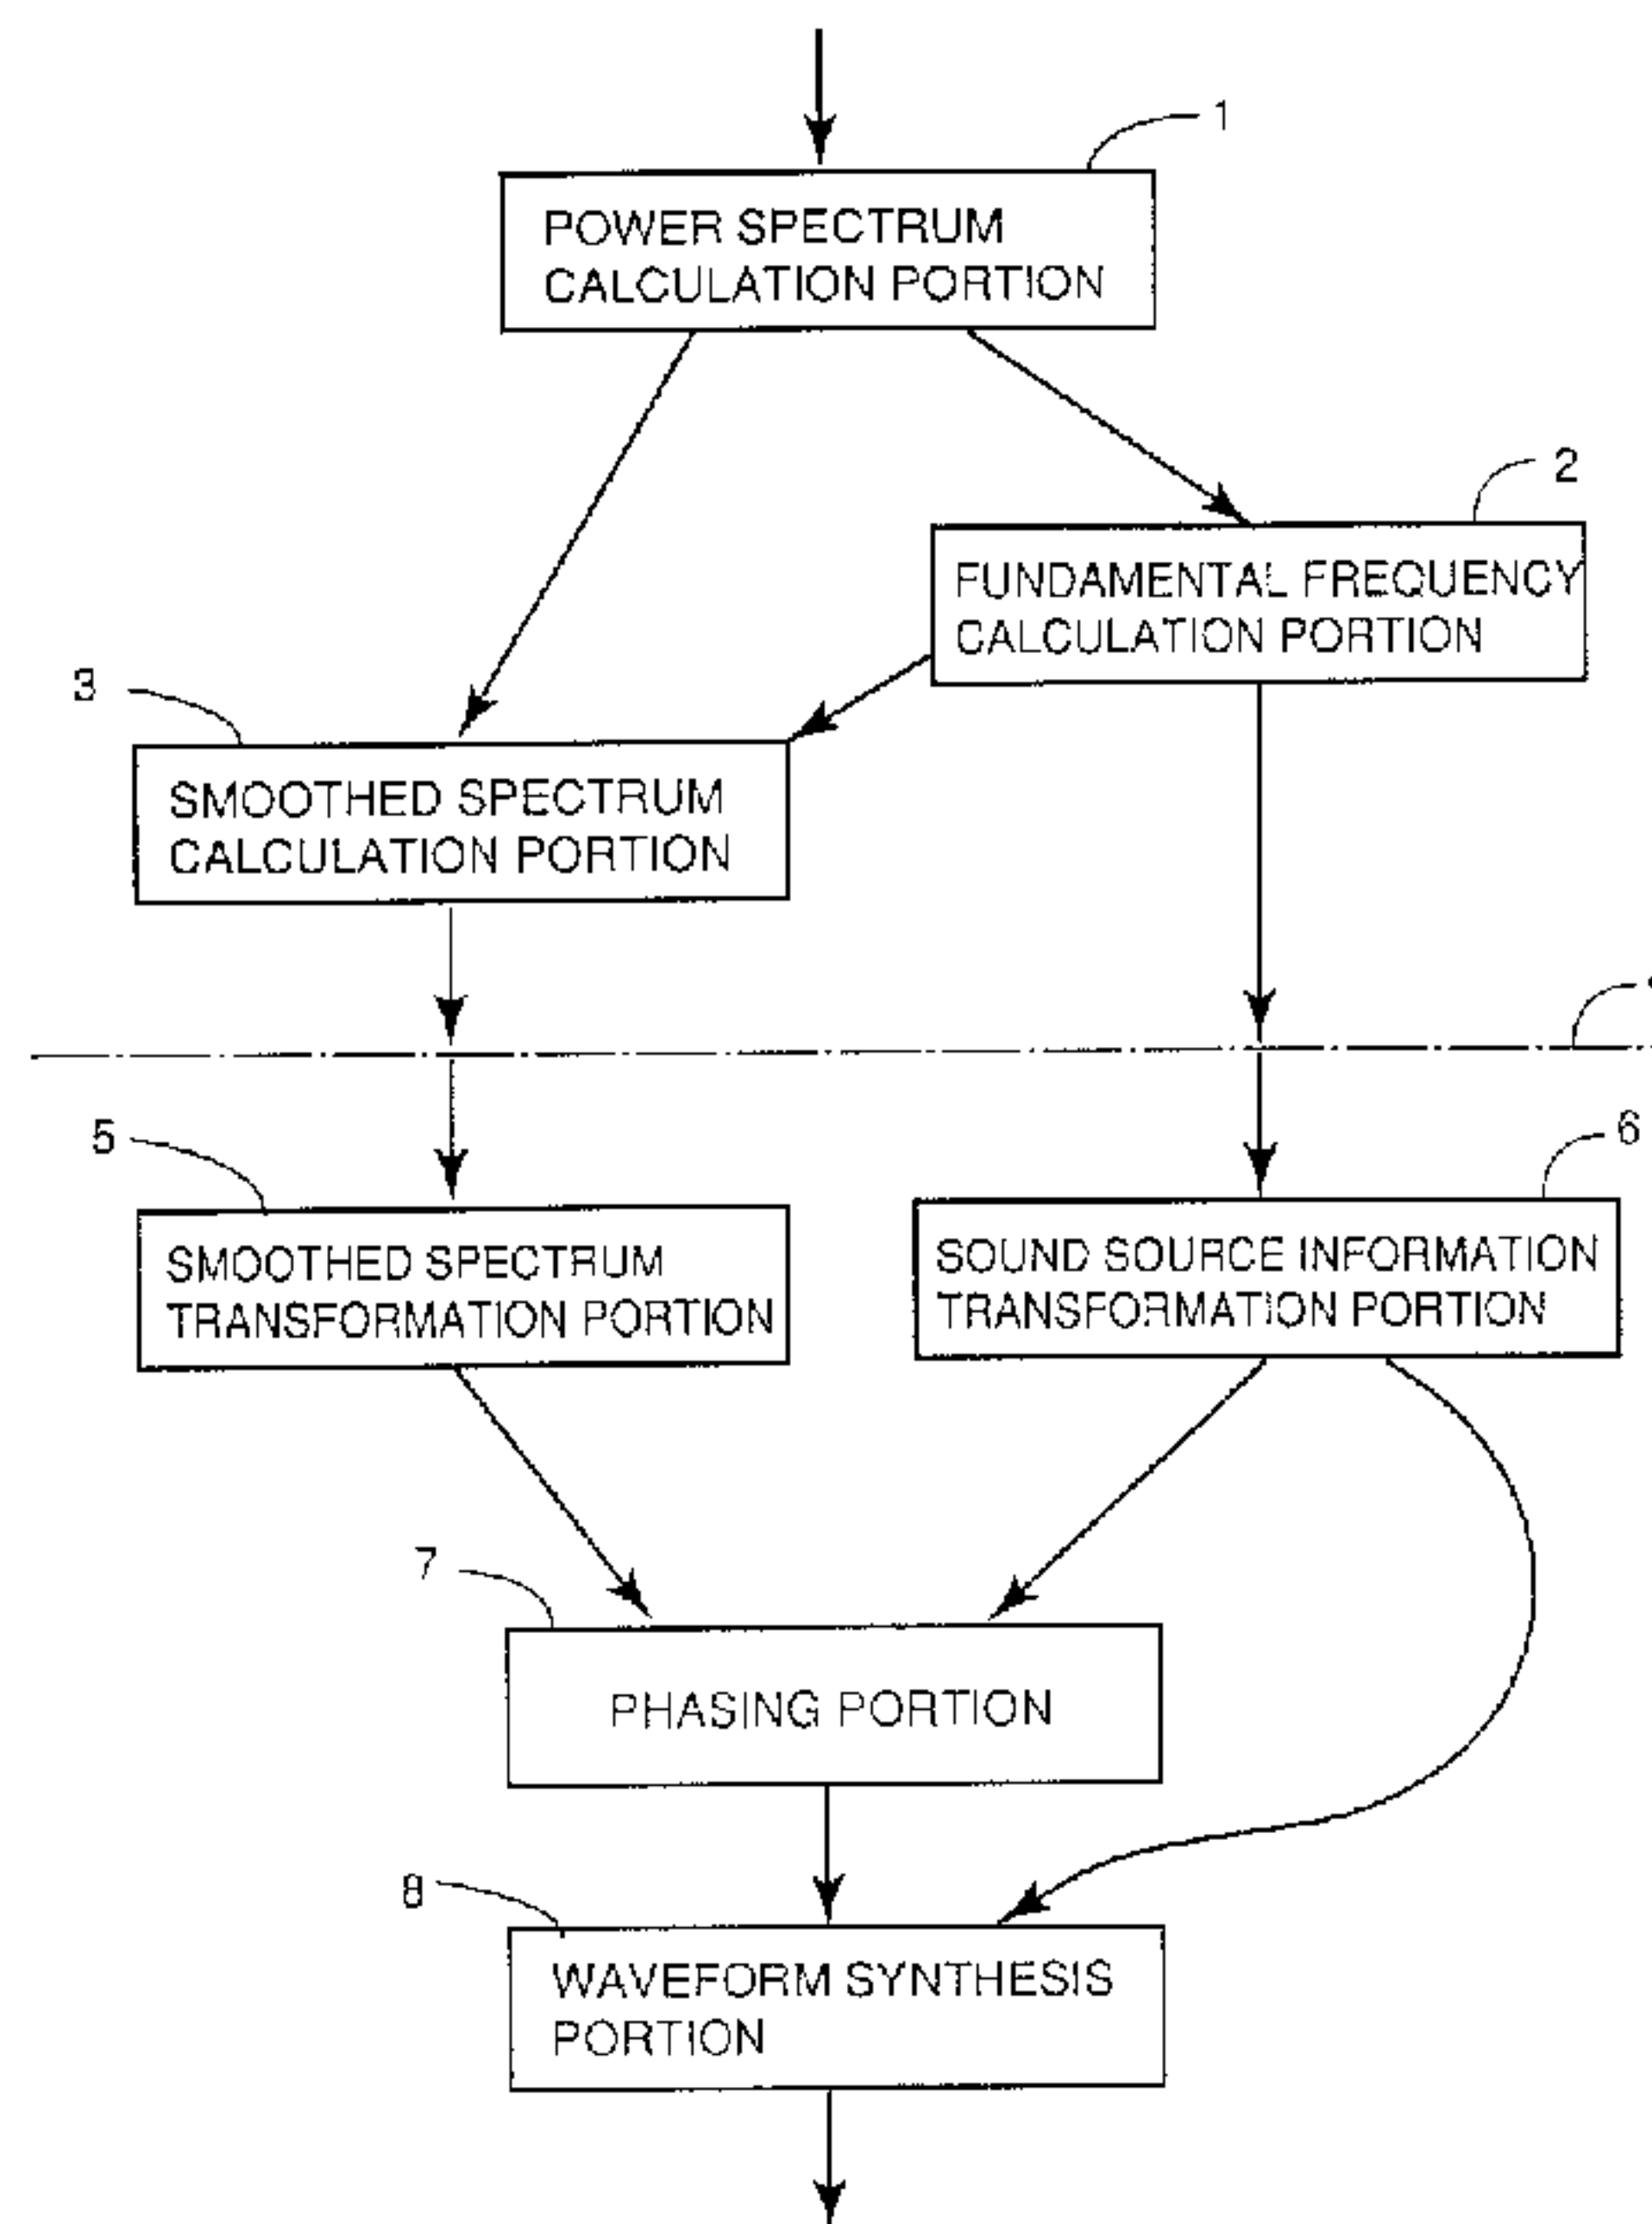 1
POWER SPECTRUM
CALCULATION PORTION
2
FUNDAMENTAL FREQUENCY
CALCULATION PORTION
3
SMOOTHED SPECTRUM
CALCULATION PORTION
5
6
SMOOTHED SPECTRUM
TRANSFORMATION PORTION
SOUND SOURCE INFORMATION
TRANSFORMATION PORTION
7
PHASING PORTION
8
WAVEFORM SYNTHESIS
PORTION